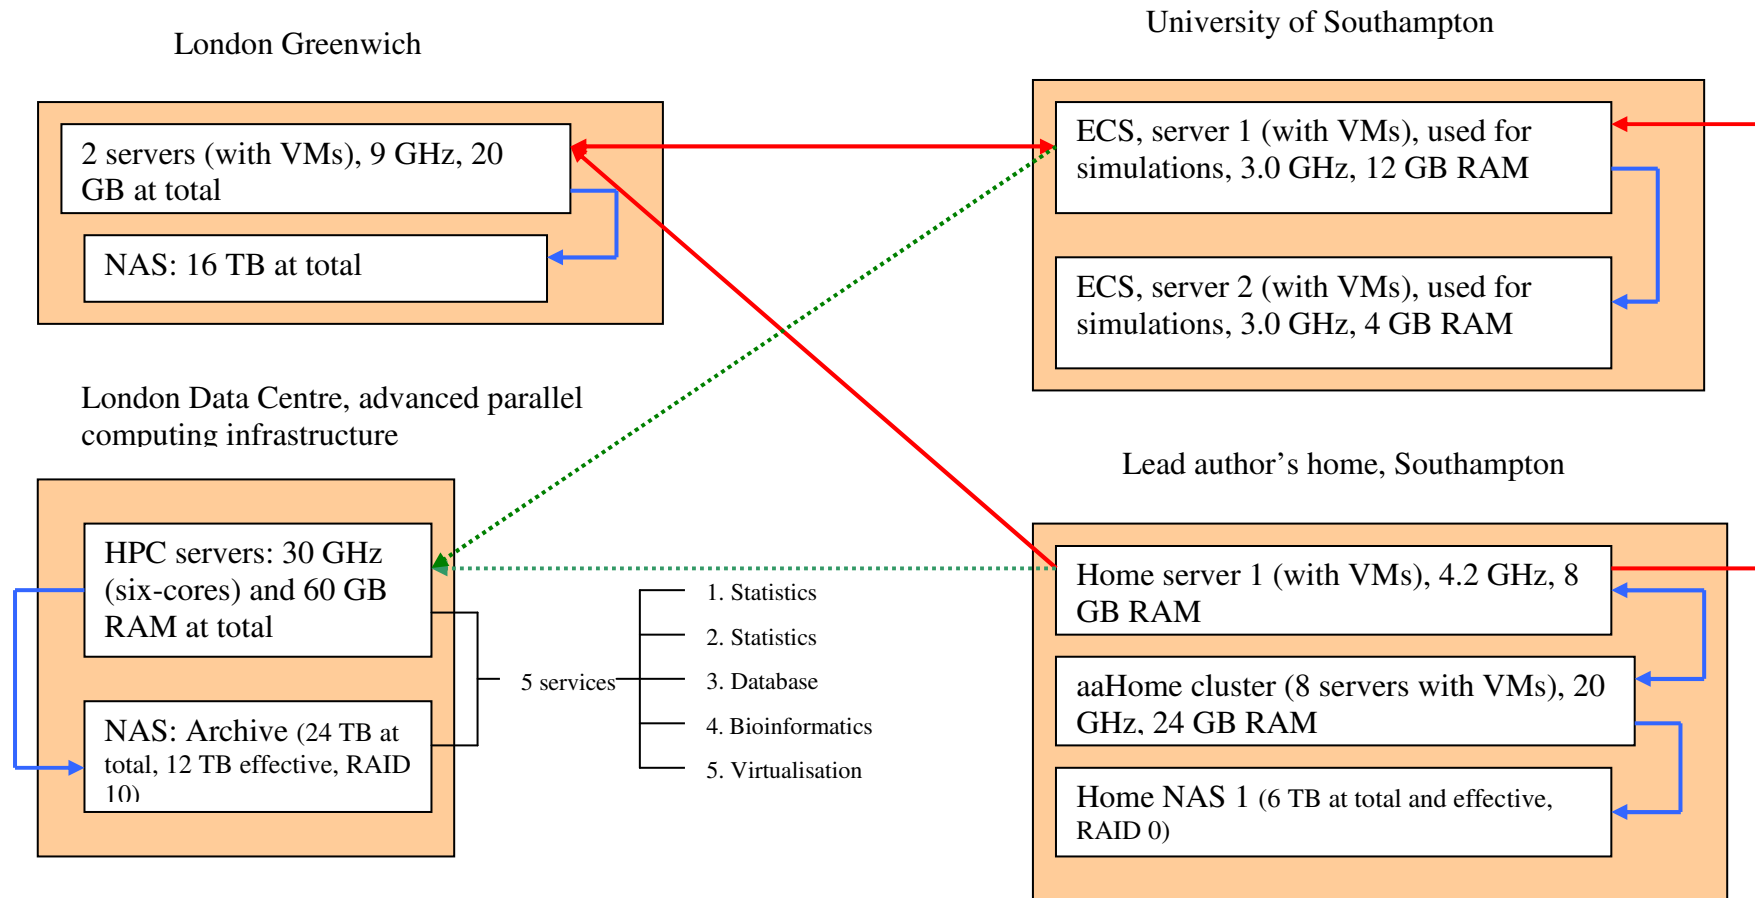 London Greenwich
2 servers (with VMs), 9 GHz, 20
GB at total
NAS: 16 TB at total
University of Southampton
ECS, server 1 (with VMs), used for
simulations, 3.0 GHz, 12 GB RAM
ECS, server 2 (with VMs), used for
simulations, 3.0 GHz, 4 GB RAM
London Data Centre, advanced parallel
computing infrastructure
HPC servers: 30 GHz
(six-cores) and 60 GB
RAM at total
NAS: Archive (24 TB at
total, 12 TB effective, RAID
10)
5 services
1. Statistics
2. Statistics
3. Database
4. Bioinformatics
5. Virtualisation
Lead author’s home, Southampton
Home server 1 (with VMs), 4.2 GHz, 8
GB RAM
aaHome cluster (8 servers with VMs), 20
GHz, 24 GB RAM
Home NAS 1 (6 TB at total and effective,
RAID 0)